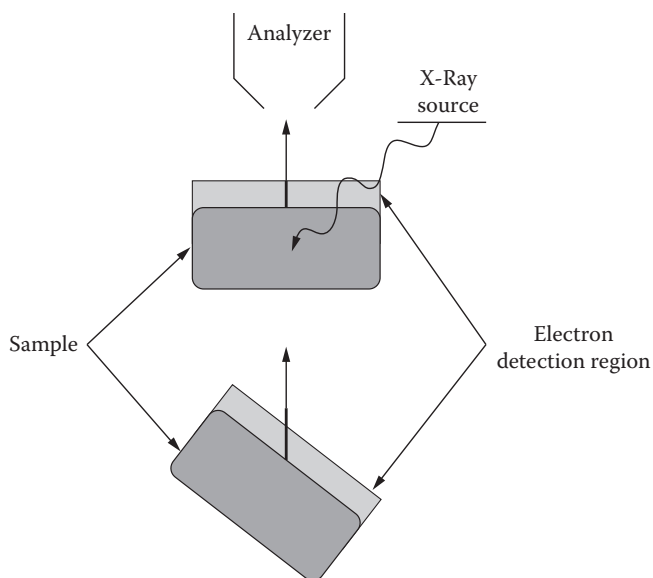 Analyzer
X-Ray
source
Sample
Electron
detection region